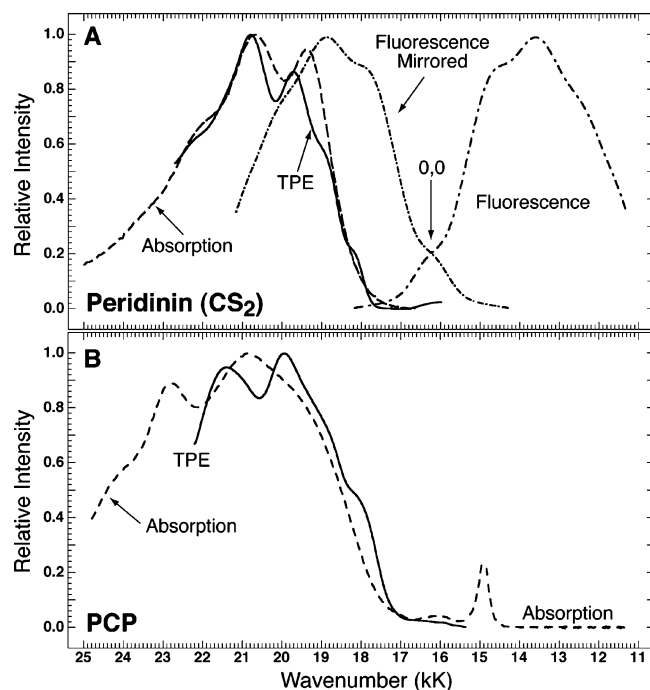 A
Fluorescence
Mirrored
0,0
TPE
Absorption
Fluorescence
Peridinin (CS2)
Relative Intensity
1.0
0.8
0.6
0.4
0.2
0.0
B
TPE
Absorption
Absorption
PCP
Relative Intensity
1.0
0.8
0.6
0.4
0.2
0.0
25 24 23 22 21 20 19 18 17 16 15 14 13 12 11
Wavenumber (kK)